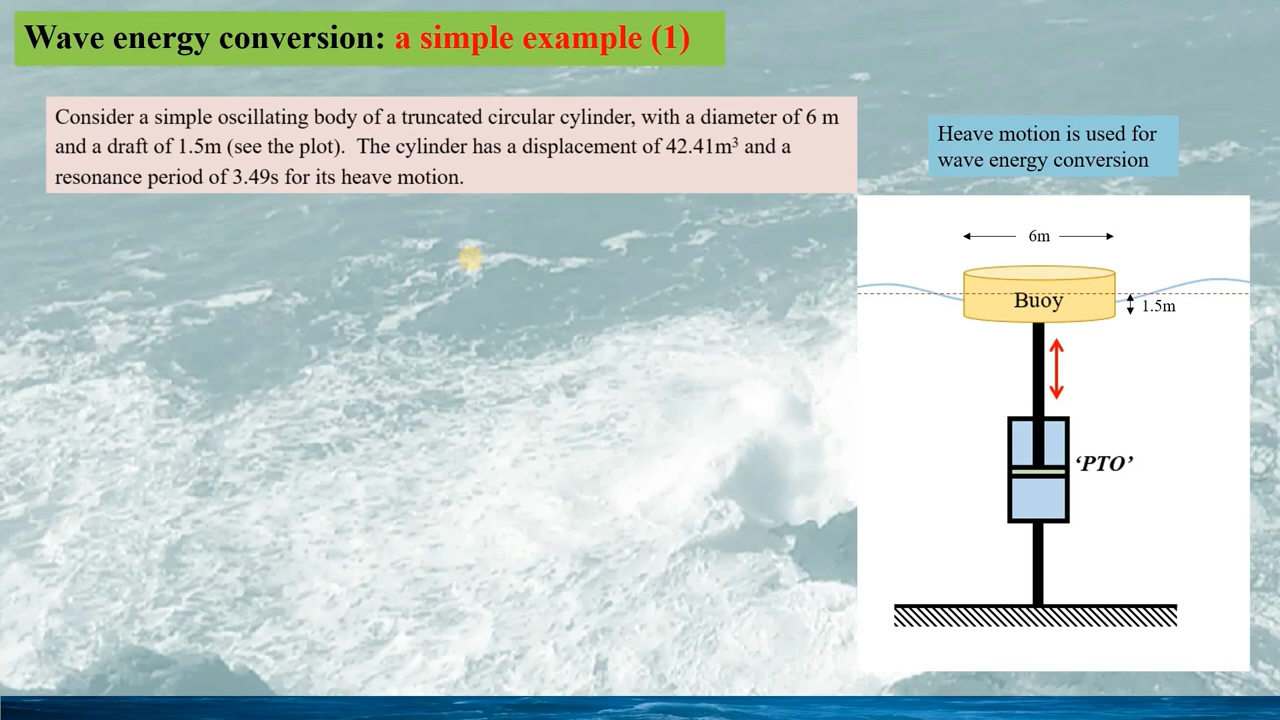 Wave energy conversion: a simple example (1)
Consider a simple oscillating body of a truncated circular cylinder, with a diameter of 6 m
and a draft of 1.5m (see the plot).  The cylinder has a displacement of 42.41m³ and a
resonance period of 3.49s for its heave motion.
Heave motion is used for
wave energy conversion
6m
Buoy
1.5m
‘PTO’